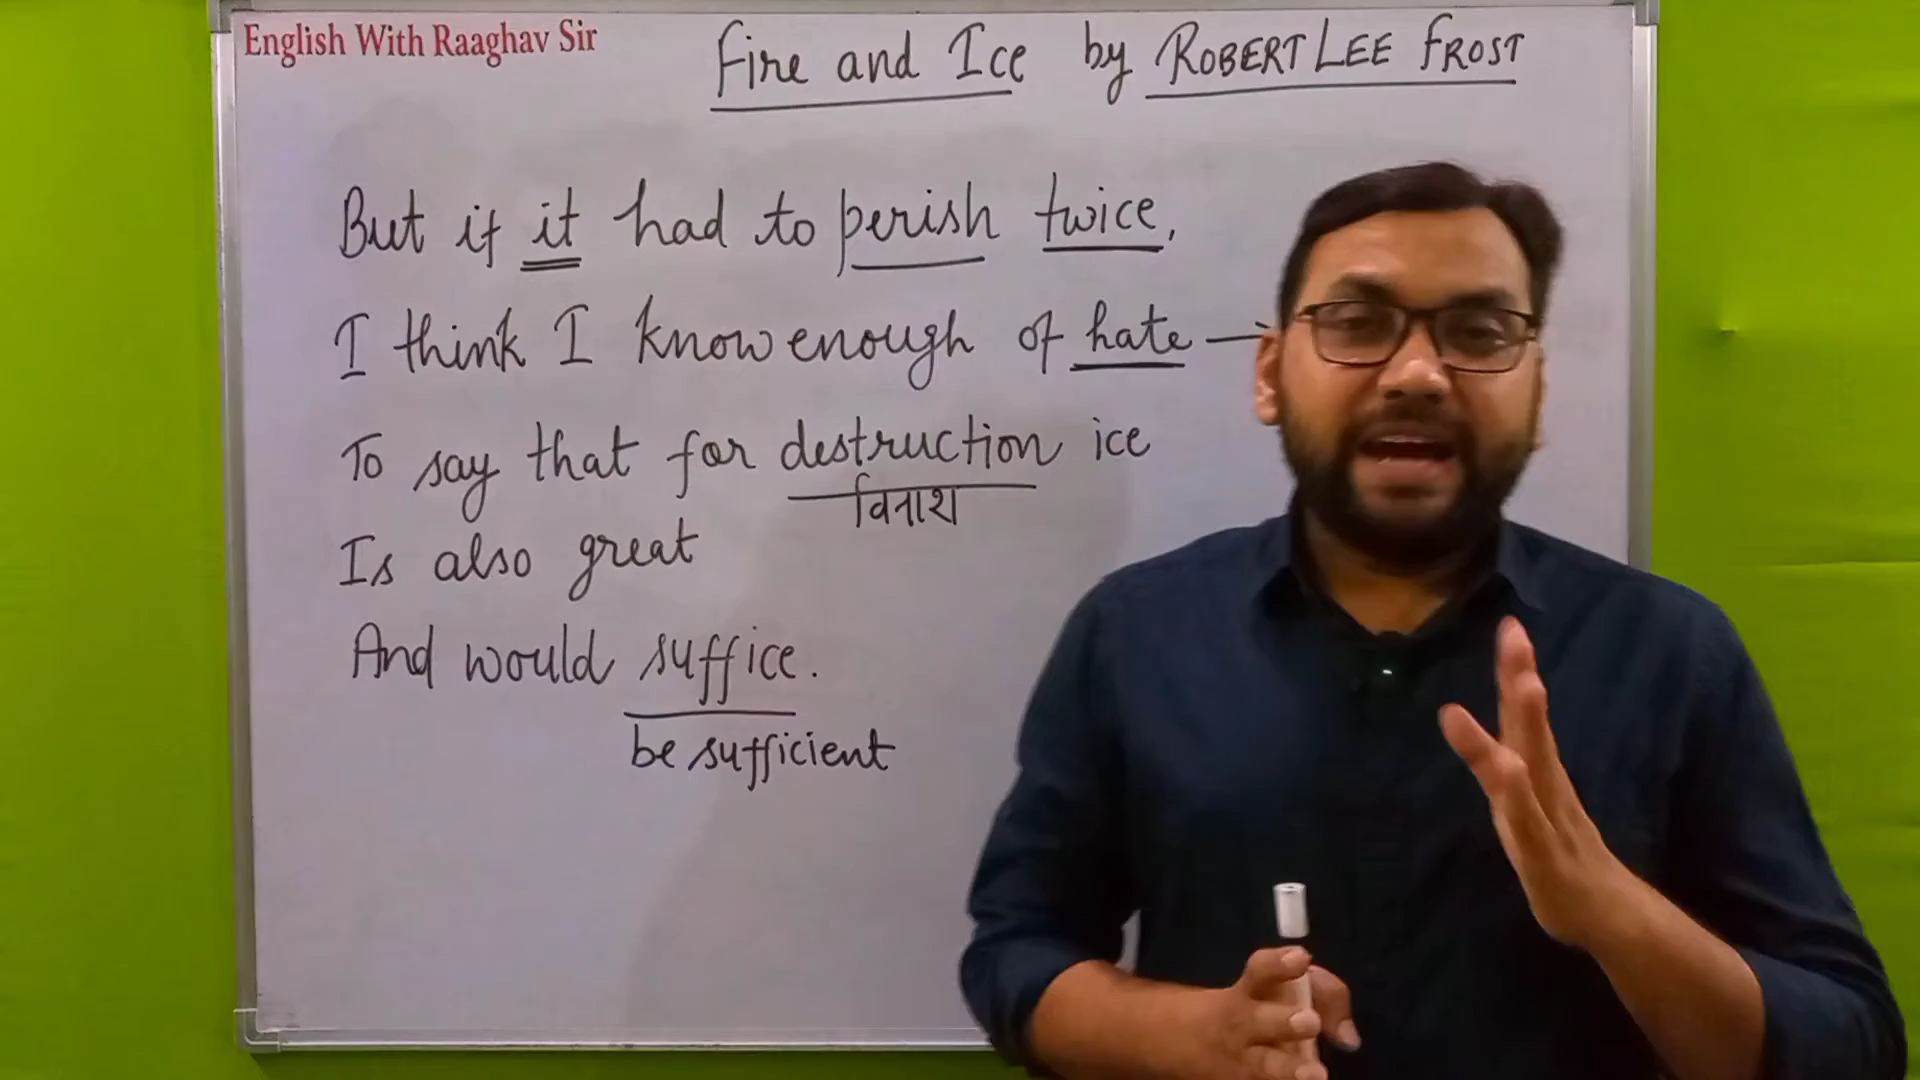 English With Raaghav Sir
Fire and Ice by ROBERT LEE FROST
But if it had to perish twice,
I think I know enough of hate
To say that for destruction ice
विनाश
Is also great
And would suffice.
be sufficient